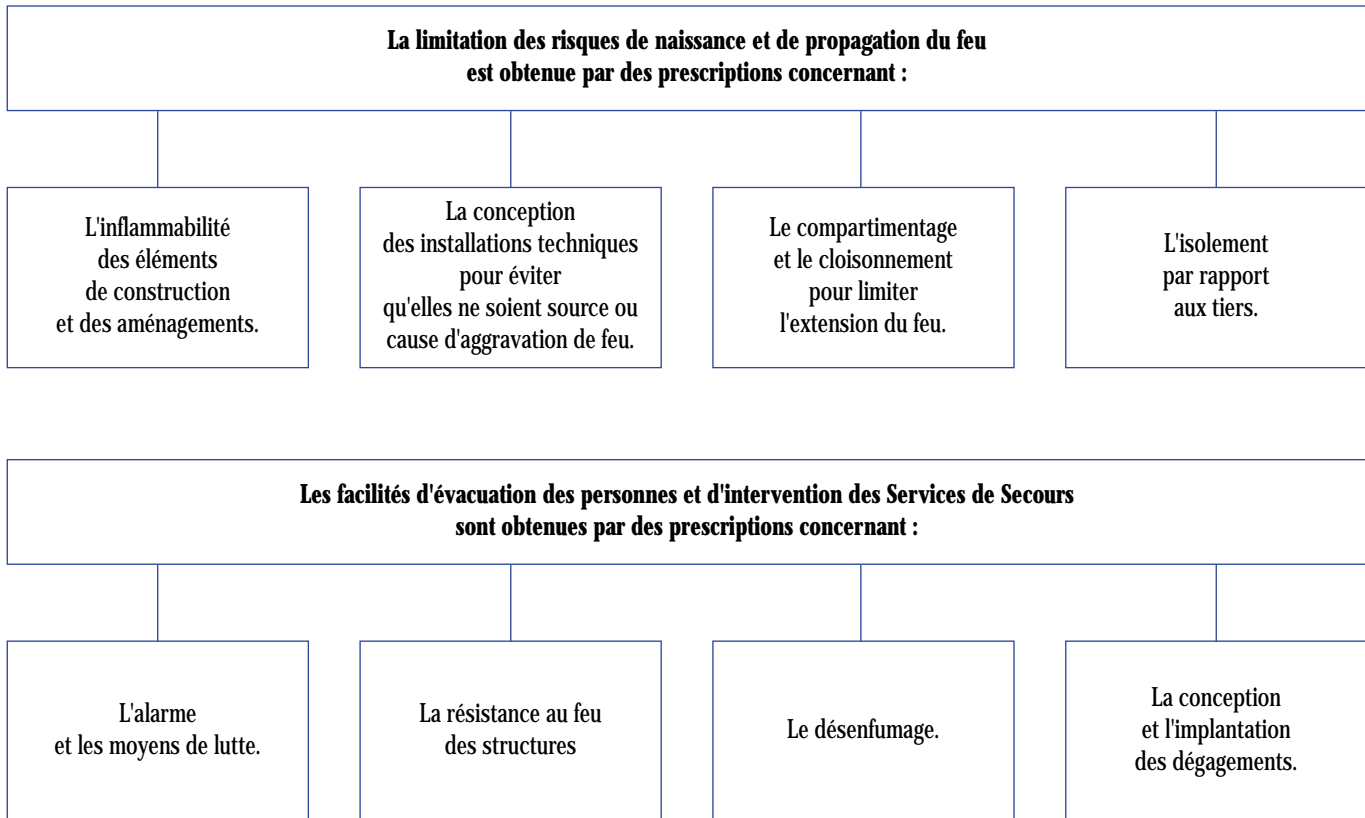 La limitation des risques de naissance et de propagation du feu
est obtenue par des prescriptions concernant :
L'inflammabilité
des éléments
de construction
et des aménagements.
La conception
des installations techniques
pour éviter
qu'elles ne soient source ou
cause d'aggravation de feu.
Le compartimentage
et le cloisonnement
pour limiter
l'extension du feu.
L'isolement
par rapport
aux tiers.
Les facilités d'évacuation des personnes et d'intervention des Services de Secours
sont obtenues par des prescriptions concernant :
L'alarme
et les moyens de lutte.
La résistance au feu
des structures
Le désenfumage.
La conception
et l'implantation
des dégagements.